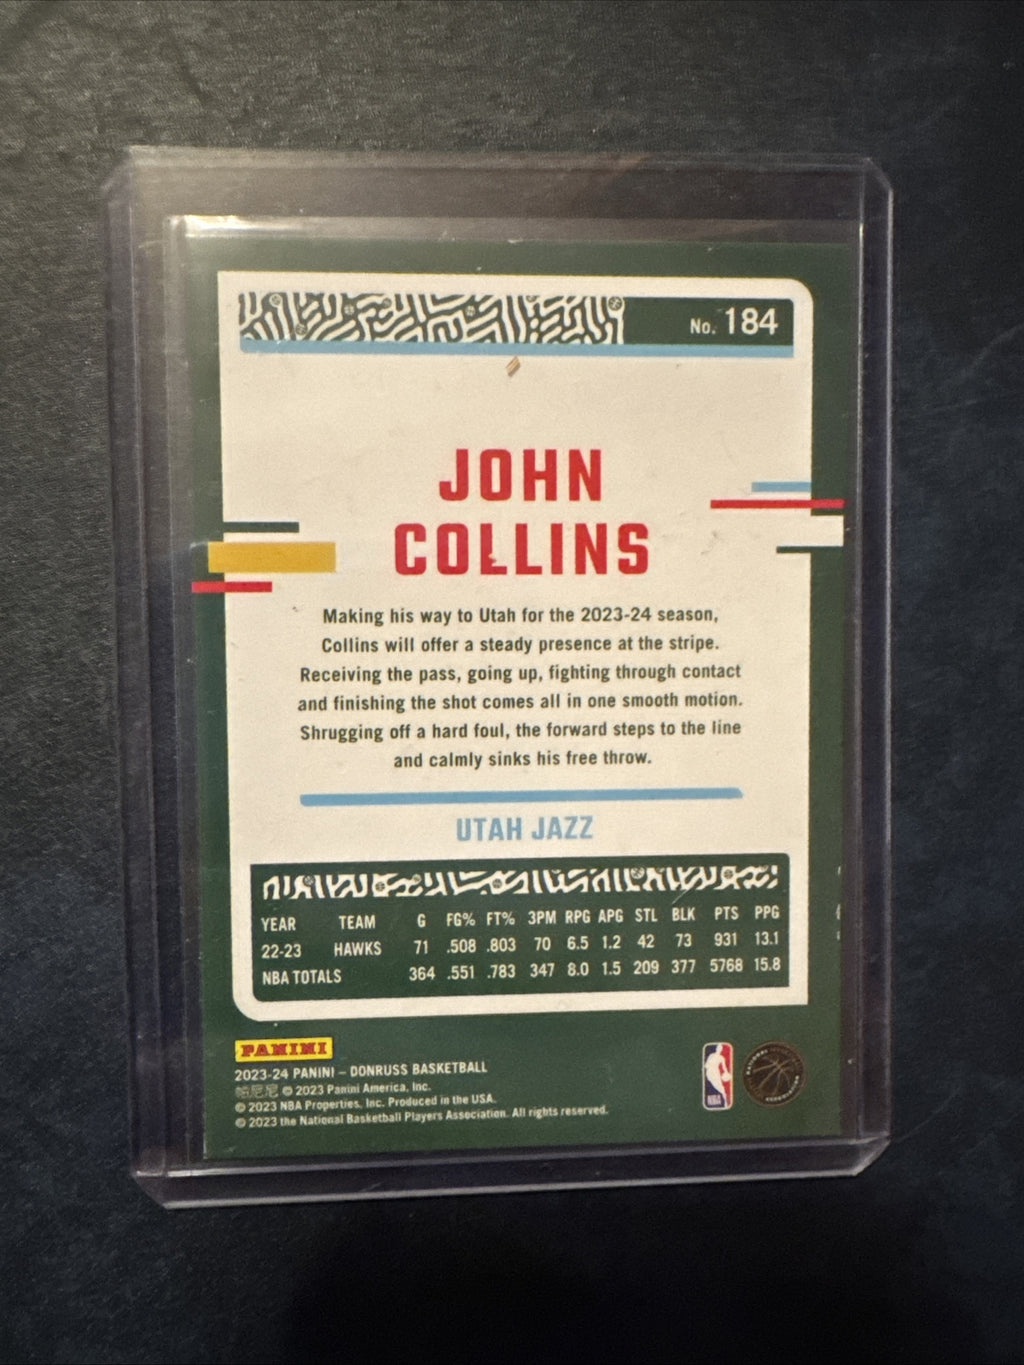 No. 184
JOHN
COLLINS
Making his way to Utah for the 2023-24 season,
Collins will offer a steady presence at the stripe.
Receiving the pass, going up, fighting through contact
and finishing the shot comes all in one smooth motion.
Shrugging off a hard foul, the forward steps to the line
and calmly sinks his free throw.
UTAH JAZZ
YEAR TEAM G FG% FT% 3PM RPG APG STL BLK PTS PPG
22-23 HAWKS 71 .508 .803 70 6.5 1.2 42 73 931 13.1
NBA TOTALS 364 .551 .783 347 8.0 1.5 209 377 5768 15.8
PANINI
2023-24 PANINI – DONRUSS BASKETBALL
帕尼尼 © 2023 Panini America, Inc.
© 2023 NBA Properties, Inc. Produced in the USA.
© 2023 the National Basketball Players Association. All rights reserved.
NBA